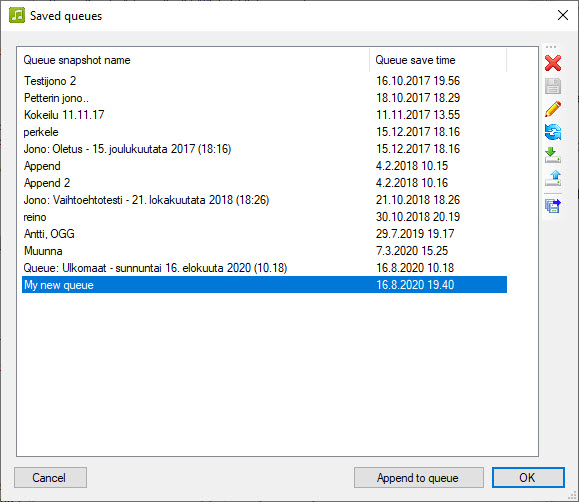 Saved queues
Queue snapshot name Queue save time
Testijono 2 16.10.2017 19.56
Petterin jono.. 18.10.2017 18.29
Kokeilu 11.11.17 11.11.2017 13.55
perkele 15.12.2017 18.16
Jono: Oletus - 15. joulukuutata 2017 (18:16) 15.12.2017 18.16
Append 4.2.2018 10.15
Append 2 4.2.2018 10.16
Jono: Vaihtoehtotesti - 21. lokakuutata 2018 (18:26) 21.10.2018 18.26
reino 30.10.2018 20.19
Antti, OGG 29.7.2019 19.17
Muunna 7.3.2020 15.25
Queue: Ulkomaat - sunnuntai 16. elokuuta 2020 (10.18) 16.8.2020 10.18
My new queue 16.8.2020 19.40
Cancel Append to queue OK